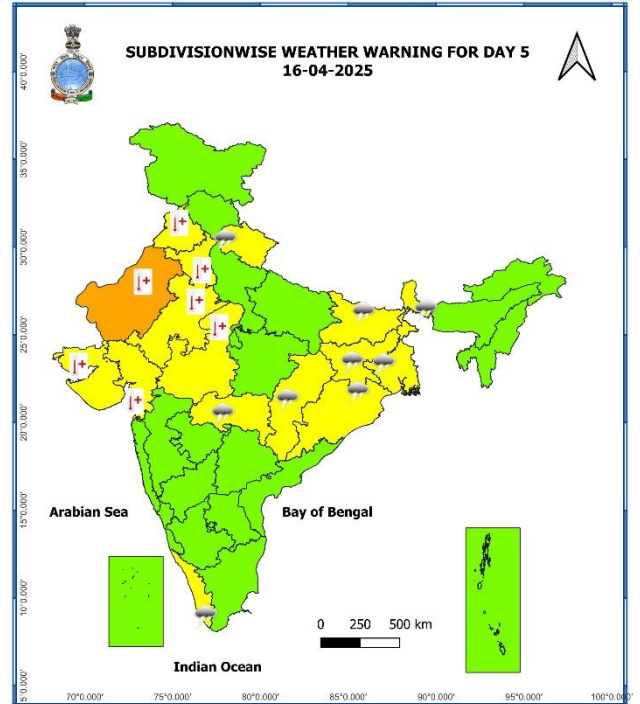 SUBDIVISIONWISE WEATHER WARNING FOR DAY 5
16-04-2025
40°0.000'
35°0.000'
30°0.000'
25°0.000'
20°0.000'
15°0.000'
10°0.000'
5°0.000'
Arabian Sea
Bay of Bengal
0 250 500 km
Indian Ocean
70°0.000' 75°0.000' 80°0.000' 85°0.000' 90°0.000' 95°0.000' 100°0.000'